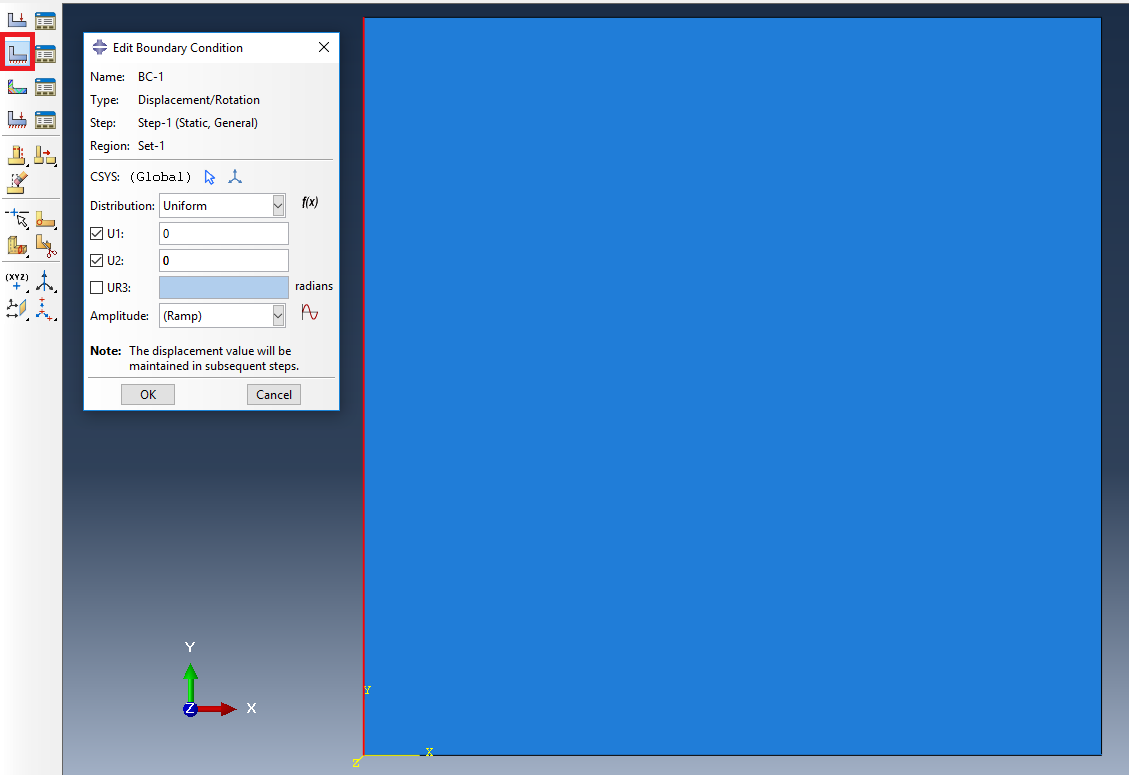 Edit Boundary Condition
Name: BC-1
Type: Displacement/Rotation
Step: Step-1 (Static, General)
Region: Set-1
CSYS: (Global)
Distribution: Uniform f(x)
U1: 0
U2: 0
UR3: radians
Amplitude: (Ramp)
Note: The displacement value will be
maintained in subsequent steps.
OK Cancel
(XYZ)
Y
Z X
Y
X
Z